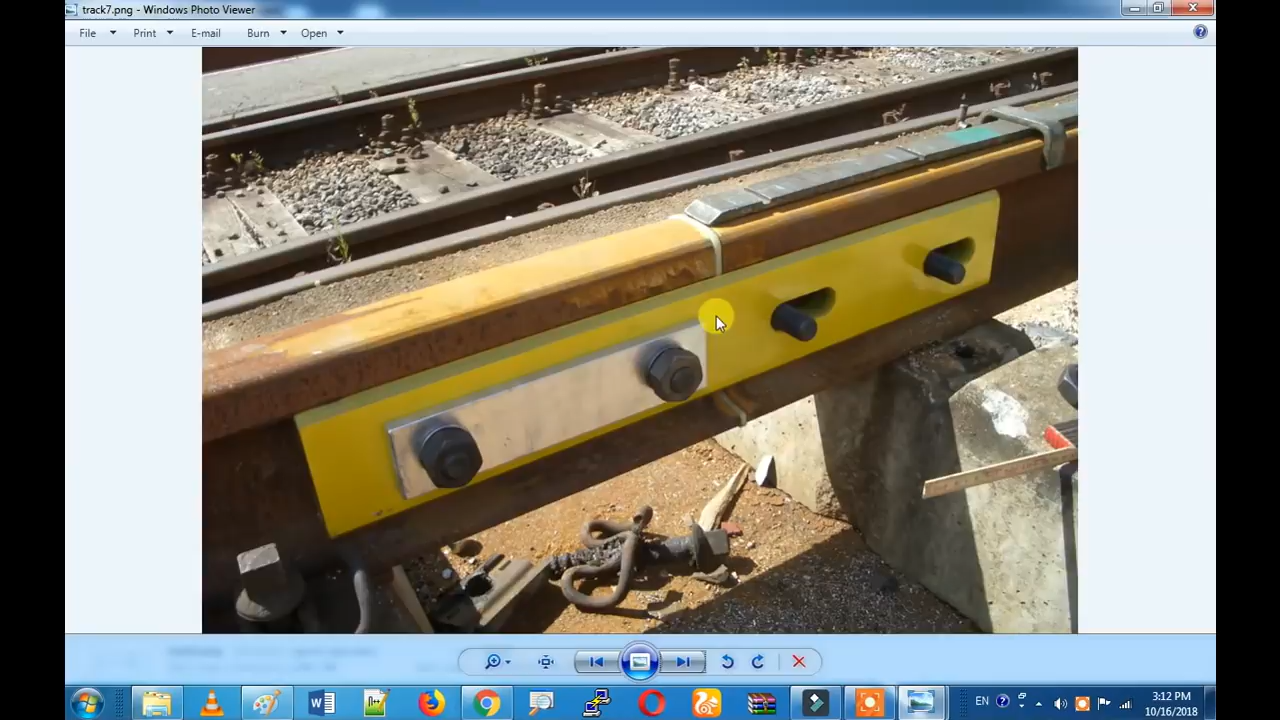 track7.png - Windows Photo Viewer
File Print E-mail Burn Open
EN
3:12 PM
10/16/2018